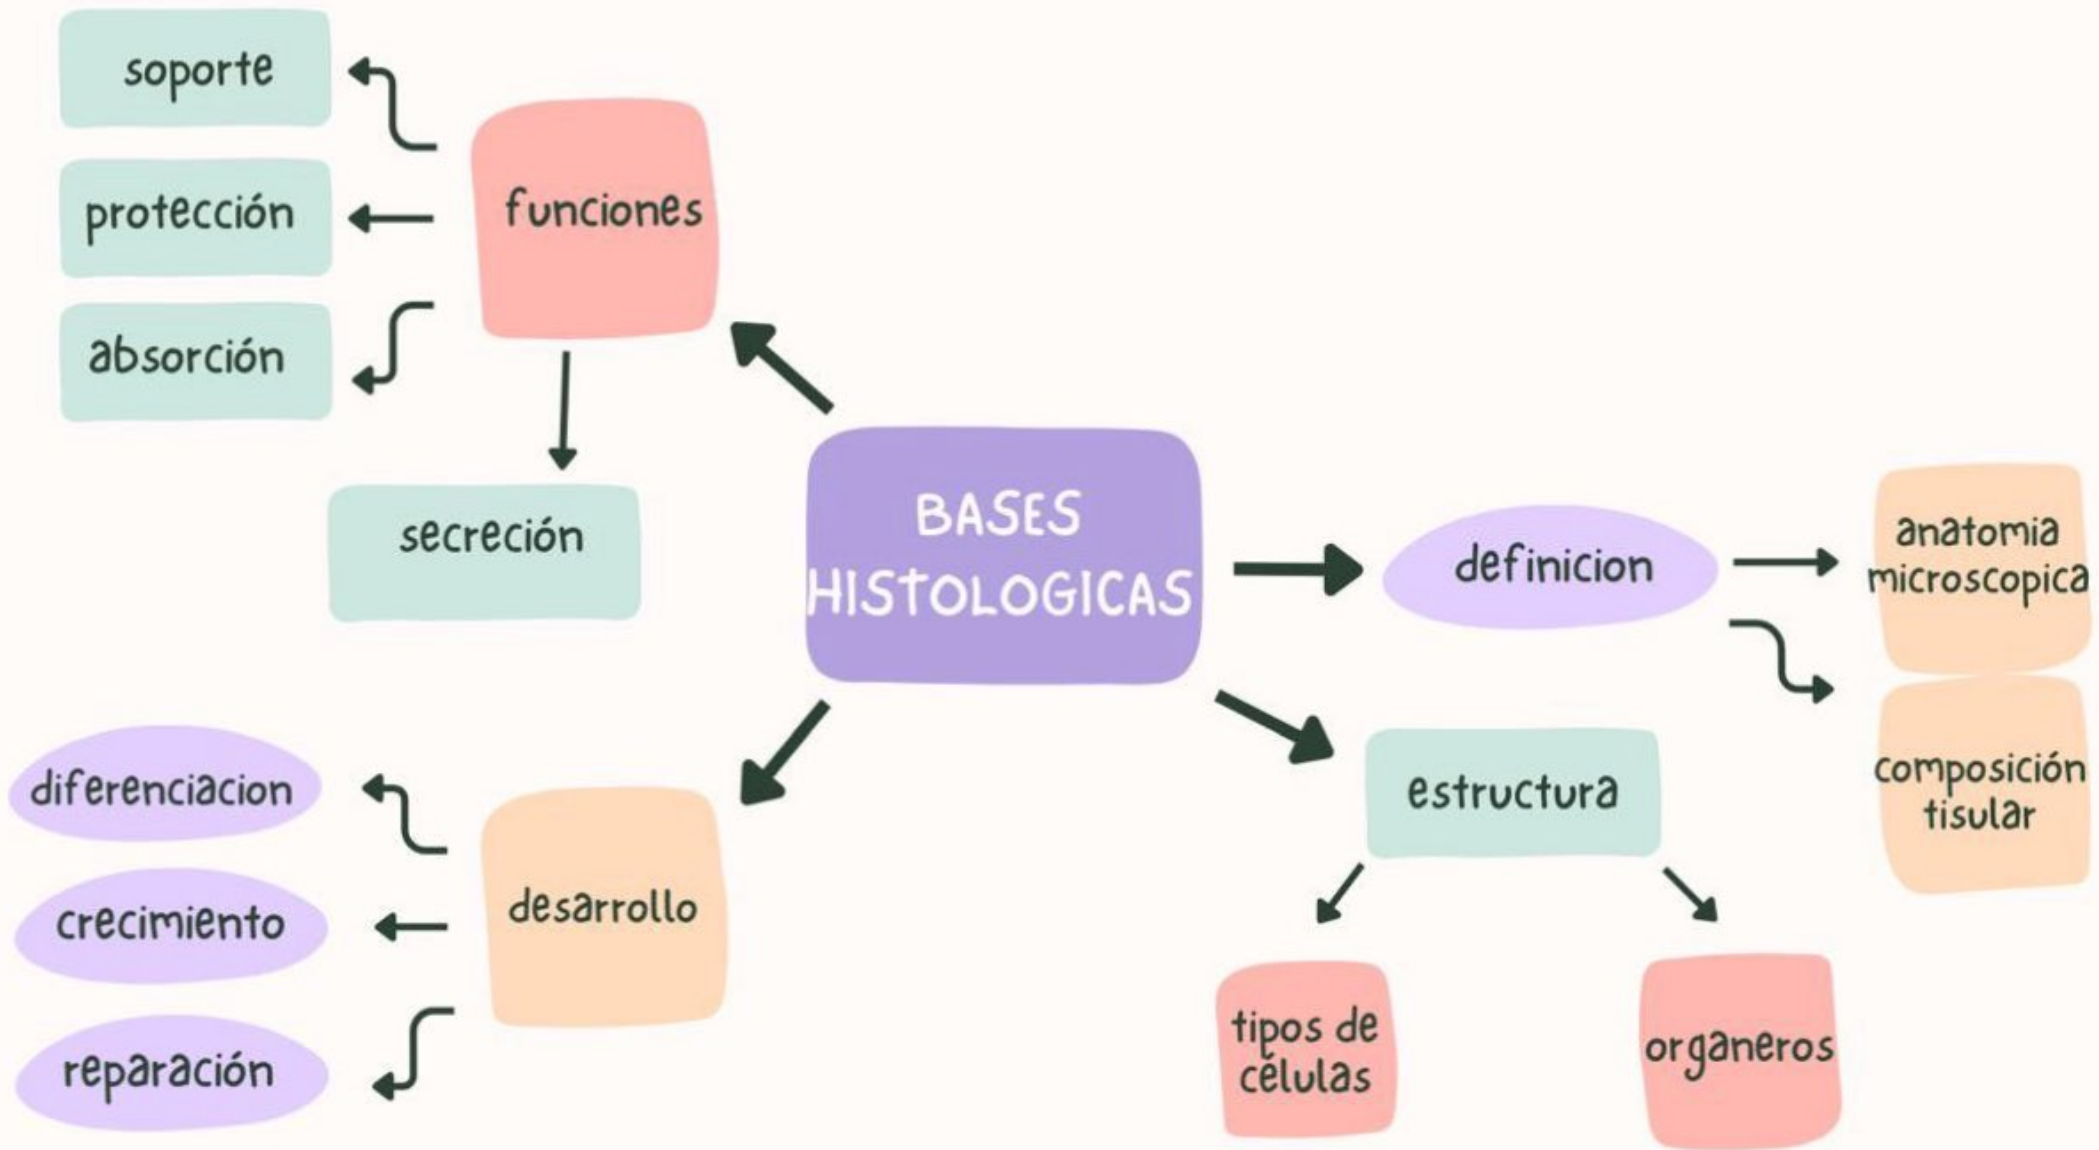 soporte
protección
absorción
funciones
secreción
BASES
HISTOLOGICAS
definicion
anatomia
microscopica
composición
tisular
estructura
tipos de
células
organeros
desarrollo
diferenciacion
crecimiento
reparación